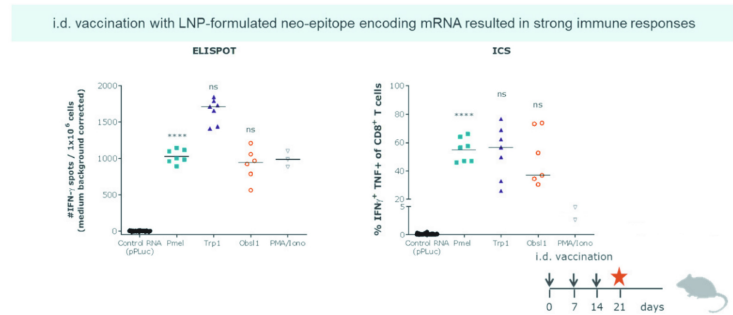 i.d. vaccination with LNP-formulated neo-epitope encoding mRNA resulted in strong immune responses
ELISPOT
#IFN-γ spots / 1x10⁶ cells
(medium background corrected)
2000
1500
1000
500
0
****
ns
ns
Control RNA
(pPLuc)
Pmel
Trp1
Obsl1
PMA/Iono
ICS
% IFNγ⁺ TNF+ of CD8⁺ T cells
100
80
60
40
20
5
0
****
ns
ns
Control RNA
(pPLuc)
Pmel
Trp1
Obsl1
PMA/Iono
i.d. vaccination
0 7 14 21 days